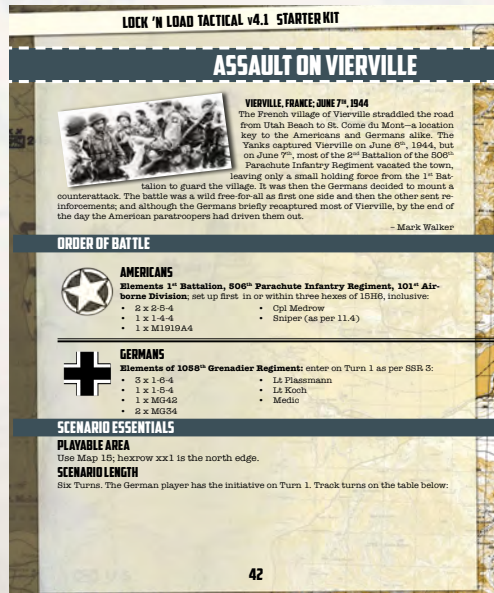 LOCK 'N LOAD TACTICAL v4.1 STARTER KIT
ASSAULT ON VIERVILLE
VIERVILLE, FRANCE; JUNE 7th, 1944
The French village of Vierville straddled the road
from Utah Beach to St. Come du Mont—a location
key to the Americans and Germans alike. The
Yanks captured Vierville on June 6th, 1944, but
on June 7th, most of the 2nd Battalion of the 506th
Parachute Infantry Regiment vacated the town,
leaving only a small holding force from the 1st Bat-
talion to guard the village. It was then the Germans decided to mount a
counterattack. The battle was a wild free-for-all as first one side and then the other sent re-
inforcements; and although the Germans briefly recaptured most of Vierville, by the end of
the day the American paratroopers had driven them out.
– Mark Walker
ORDER OF BATTLE
AMERICANS
Elements 1st Battalion, 506th Parachute Infantry Regiment, 101st Air-
borne Division; set up first in or within three hexes of 15H6, inclusive:
• 2 x 2-5-4
• 1 x 1-4-4
• 1 x M1919A4
• Cpl Medrow
• Sniper (as per 11.4)
GERMANS
Elements of 1058th Grenadier Regiment: enter on Turn 1 as per SSR 3:
• 3 x 1-6-4
• 1 x 1-5-4
• 1 x MG42
• 2 x MG34
• Lt Plassmann
• Lt Koch
• Medic
SCENARIO ESSENTIALS
PLAYABLE AREA
Use Map 15; hexrow xx1 is the north edge.
SCENARIO LENGTH
Six Turns. The German player has the initiative on Turn 1. Track turns on the table below:
42